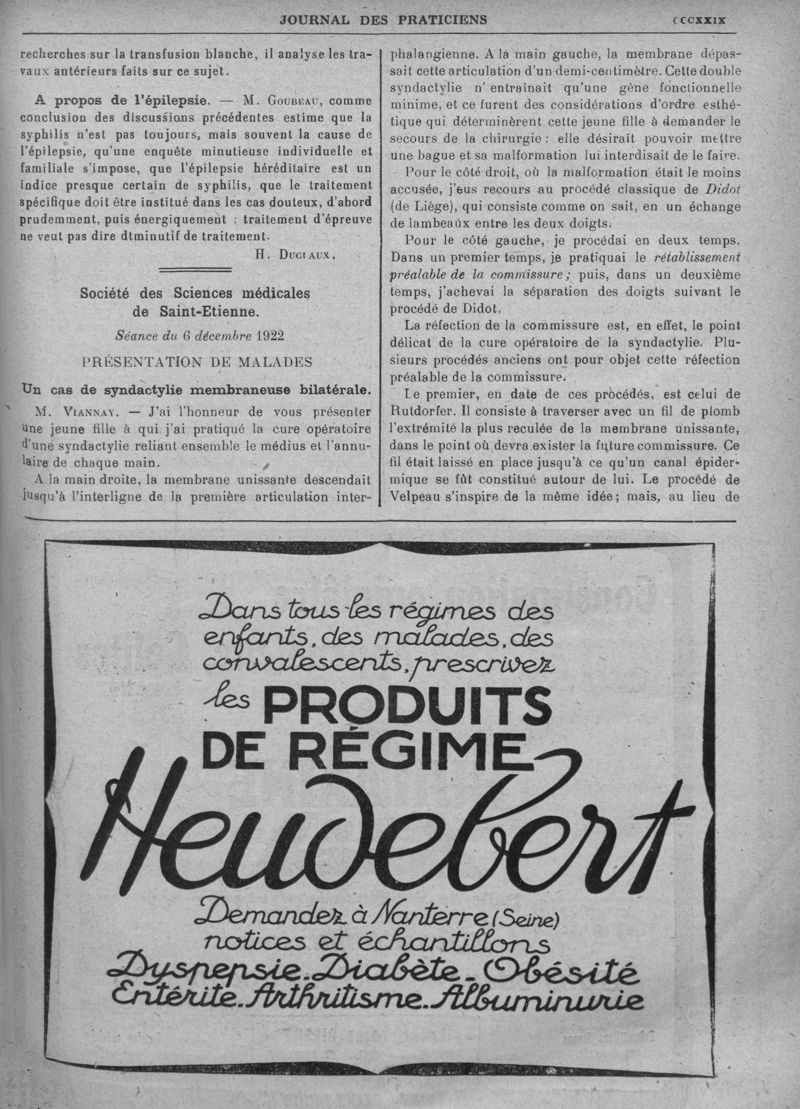 JOURNAL DES PRATICIENS
CCCXXIX
recherches sur la transfusion blanche, il analyse les tra-
vaux antérieurs faits sur ce sujet.
A propos de l'épilepsie. — M. GOUBEAU, comme
conclusion des discussions précédentes estime que la
syphilis n'est pas toujours, mais souvent la cause de
l'épilepsie, qu'une enquête minutieuse individuelle et
familiale s'impose, que l'épilepsie héréditaire est un
indice presque certain de syphilis, que le traitement
spécifique doit être institué dans les cas douteux, d'abord
prudemment, puis énergiquement : traitement d'épreuve
ne veut pas dire dtminutif de traitement.
H. DUCLAUX.
Société des Sciences médicales
de Saint-Etienne.
Séance du 6 décembre 1922
PRÉSENTATION DE MALADES
Un cas de syndactylie membraneuse bilatérale.
M. VIANNAY. — J'ai l'honneur de vous présenter
une jeune fille à qui j'ai pratiqué la cure opératoire
d'une syndactylie reliant ensemble le médius et l'annu-
laire de chaque main.
A la main droite, la membrane unissante descendait
jusqu'à l'interligne de la première articulation inter-
phalangienne. A la main gauche, la membrane dépas-
sait cette articulation d'un demi-centimètre. Cette double
syndactylie n' entraînait qu'une gêne fonctionnelle
minime, et ce furent des considérations d'ordre esthé-
tique qui déterminèrent cette jeune fille à demander le
secours de la chirurgie : elle désirait pouvoir mettre
une bague et sa malformation lui interdisait de le faire.
Pour le côté droit, où la malformation était le moins
accusée, j'eus recours au procédé classique de Didot
(de Liège), qui consiste comme on sait, en un échange
de lambeaux entre les deux doigts.
Pour le côté gauche, je procédai en deux temps.
Dans un premier temps, je pratiquai le rétablissement
préalable de la commissure; puis, dans un deuxième
temps, j'achevai la séparation des doigts suivant le
procédé de Didot.
La réfection de la commissure est, en effet, le point
délicat de la cure opératoire de la syndactylie. Plu-
sieurs procédés anciens ont pour objet cette réfection
préalable de la commissure.
Le premier, en date de ces procédés, est celui de
Rutdorfer. Il consiste à traverser avec un fil de plomb
l'extrémité la plus reculée de la membrane unissante,
dans le point où devra exister la future commissure. Ce
fil était laissé en place jusqu'à ce qu'un canal épider-
mique se fût constitué autour de lui. Le procédé de
Velpeau s'inspire de la même idée; mais, au lieu de
Dans tous les régimes des
enfants, des malades, des
convalescents, prescrivez
les PRODUITS
DE RÉGIME
Heudebert
Demandez à Nanterre (Seine)
notices et échantillons
Dyspepsie. Diabète. Obésité
Entérite. Arthritisme. Albuminurie